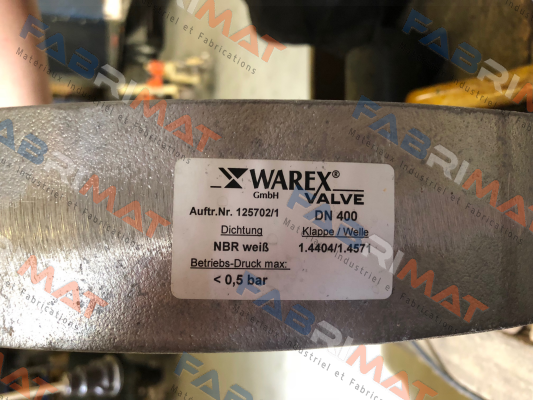 WAREX®
GmbH VALVE
Auftr.Nr. 125702/1 DN 400
Dichtung Klappe / Welle
NBR weiß 1.4404/1.4571
Betriebs-Druck max:
< 0,5 bar
FABRIMAT
Materiaux Industriel et Fabrications